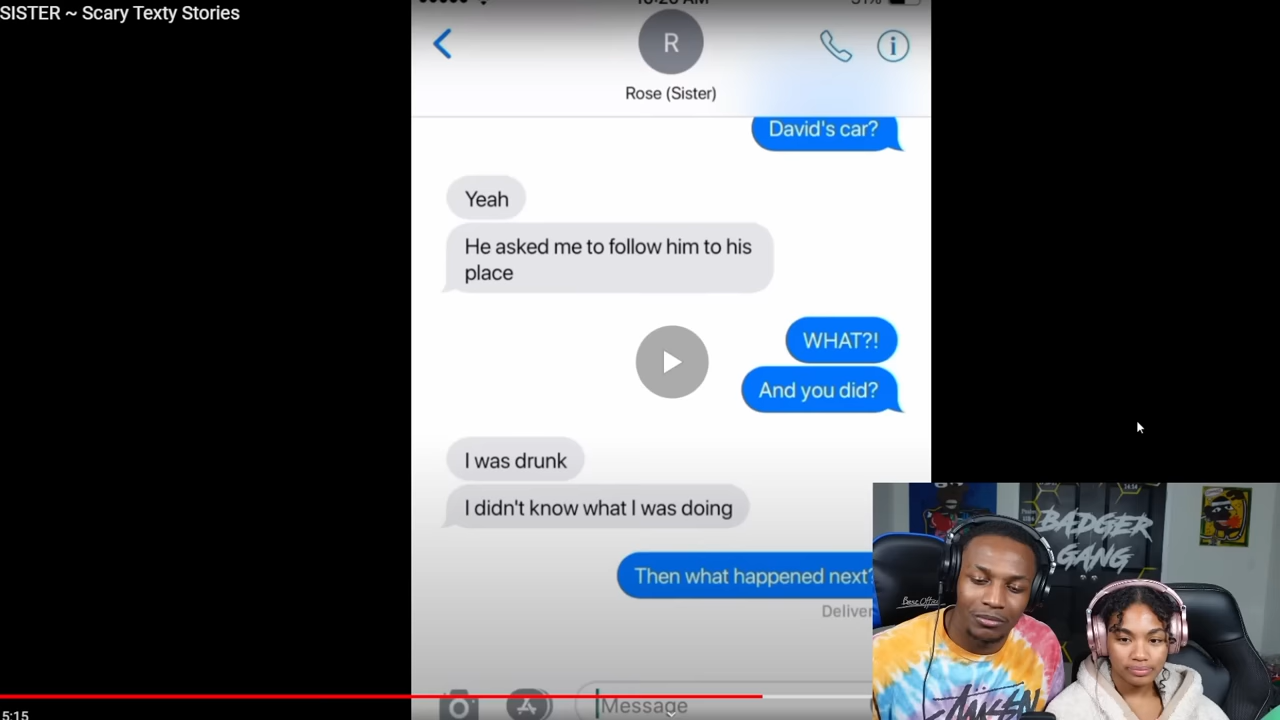 SISTER ~ Scary Texty Stories
R
Rose (Sister)
David's car?
Yeah
He asked me to follow him to his
place
WHAT?!
And you did?
I was drunk
I didn't know what I was doing
Then what happened next?
Deliver
Message
5:15
BADGER
GANG